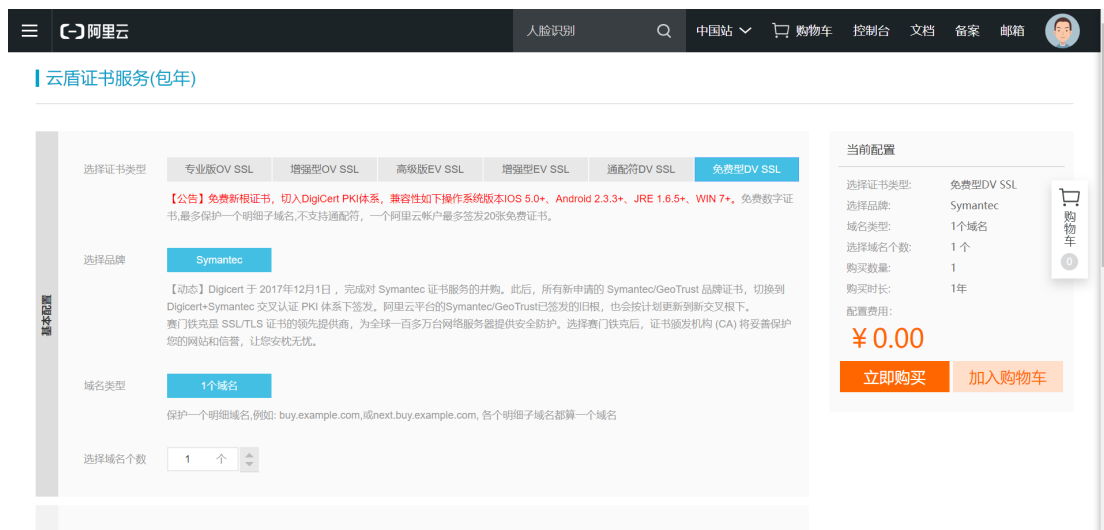 阿里云
人脸识别
中国站
购物车
控制台
文档
备案
邮箱
云盾证书服务(包年)
基本配置
选择证书类型
专业版OV SSL
增强型OV SSL
高级版EV SSL
增强型EV SSL
通配符DV SSL
免费型DV SSL
【公告】免费新根证书，切入DigiCert PKI体系，兼容性如下操作系统版本IOS 5.0+、Android 2.3.3+、JRE 1.6.5+、WIN 7+。免费数字证
书,最多保护一个明细子域名,不支持通配符，一个阿里云帐户最多签发20张免费证书。
选择品牌
Symantec
【动态】Digicert 于 2017年12月1日 ，完成对 Symantec 证书服务的并购。此后，所有新申请的 Symantec/GeoTrust 品牌证书，切换到
Digicert+Symantec 交叉认证 PKI 体系下签发。阿里云平台的Symantec/GeoTrust已签发的旧根，也会按计划更新到新交叉根下。
赛门铁克是 SSL/TLS 证书的领先提供商，为全球一百多万台网络服务器提供安全防护。选择赛门铁克后，证书颁发机构 (CA) 将妥善保护
您的网站和信誉，让您安枕无忧。
域名类型
1个域名
保护一个明细域名,例如: buy.example.com,或next.buy.example.com, 各个明细子域名都算一个域名
选择域名个数
1 个
当前配置
选择证书类型: 免费型DV SSL
选择品牌: Symantec
域名类型: 1个域名
选择域名个数: 1 个
购买数量: 1
购买时长: 1年
配置费用:
¥ 0.00
立即购买
加入购物车
购物车
0